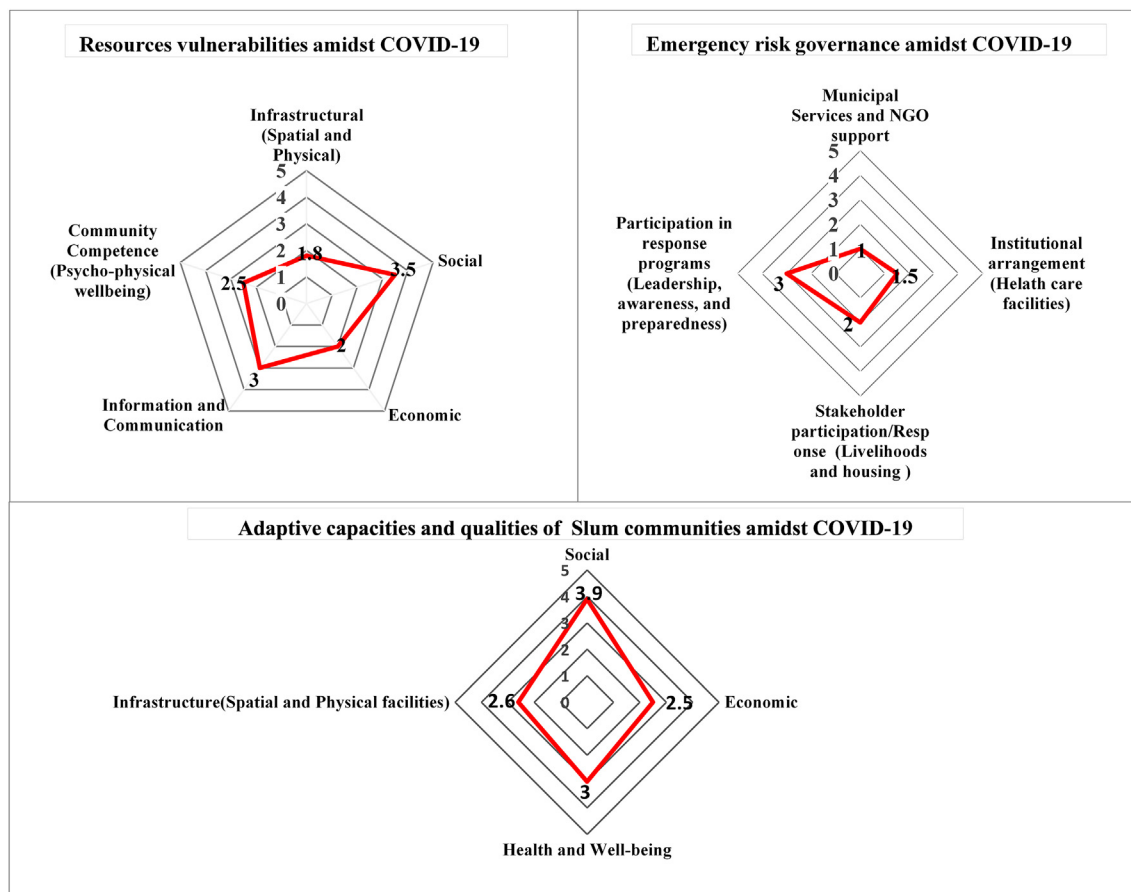 Resources vulnerabilities amidst COVID-19
Infrastructural
(Spatial and
Physical)
5
4
3
2
1
0
1.8
Social
3.5
Economic
2
Information and
Communication
3
Community
Competence
(Psycho-physical
wellbeing)
2.5
Emergency risk governance amidst COVID-19
Municipal
Services and NGO
support
5
4
3
2
1
0
1
Institutional
arrangement
(Helath care
facilities)
1.5
Stakeholder
participation/Resp
onse (Livelihoods
and housing )
2
Participation in
response
programs
(Leadership,
awareness, and
preparedness)
3
Adaptive capacities and qualities of Slum communities amidst COVID-19
Social
5
4
3
2
1
0
3.9
Economic
2.5
Health and Well-being
3
Infrastructure(Spatial and Physical facilities)
2.6